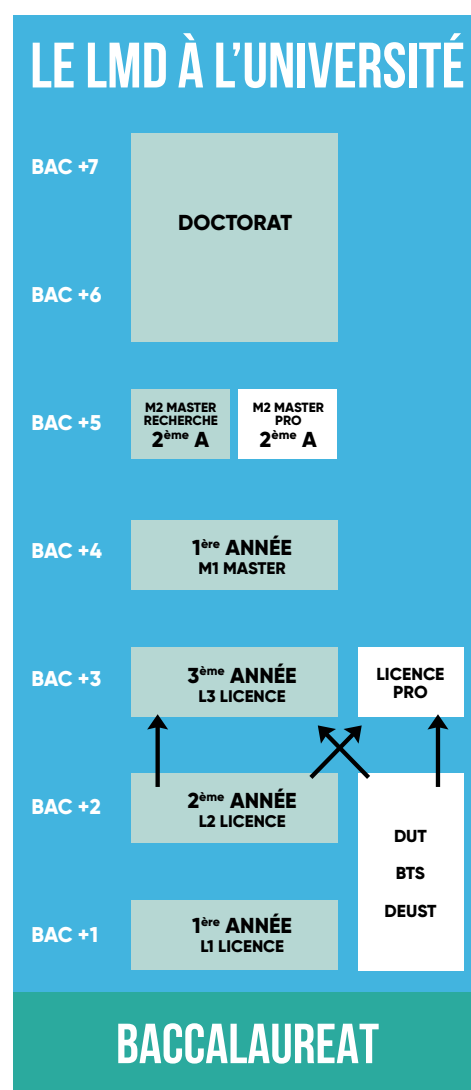 LE LMD À L'UNIVERSITÉ
BAC +7
DOCTORAT
BAC +6
BAC +5
M2 MASTER
RECHERCHE
2ème A
M2 MASTER
PRO
2ème A
BAC +4
1ère ANNÉE
M1 MASTER
BAC +3
3ème ANNÉE
L3 LICENCE
LICENCE
PRO
BAC +2
2ème ANNÉE
L2 LICENCE
DUT
BTS
DEUST
BAC +1
1ère ANNÉE
L1 LICENCE
BACCALAUREAT